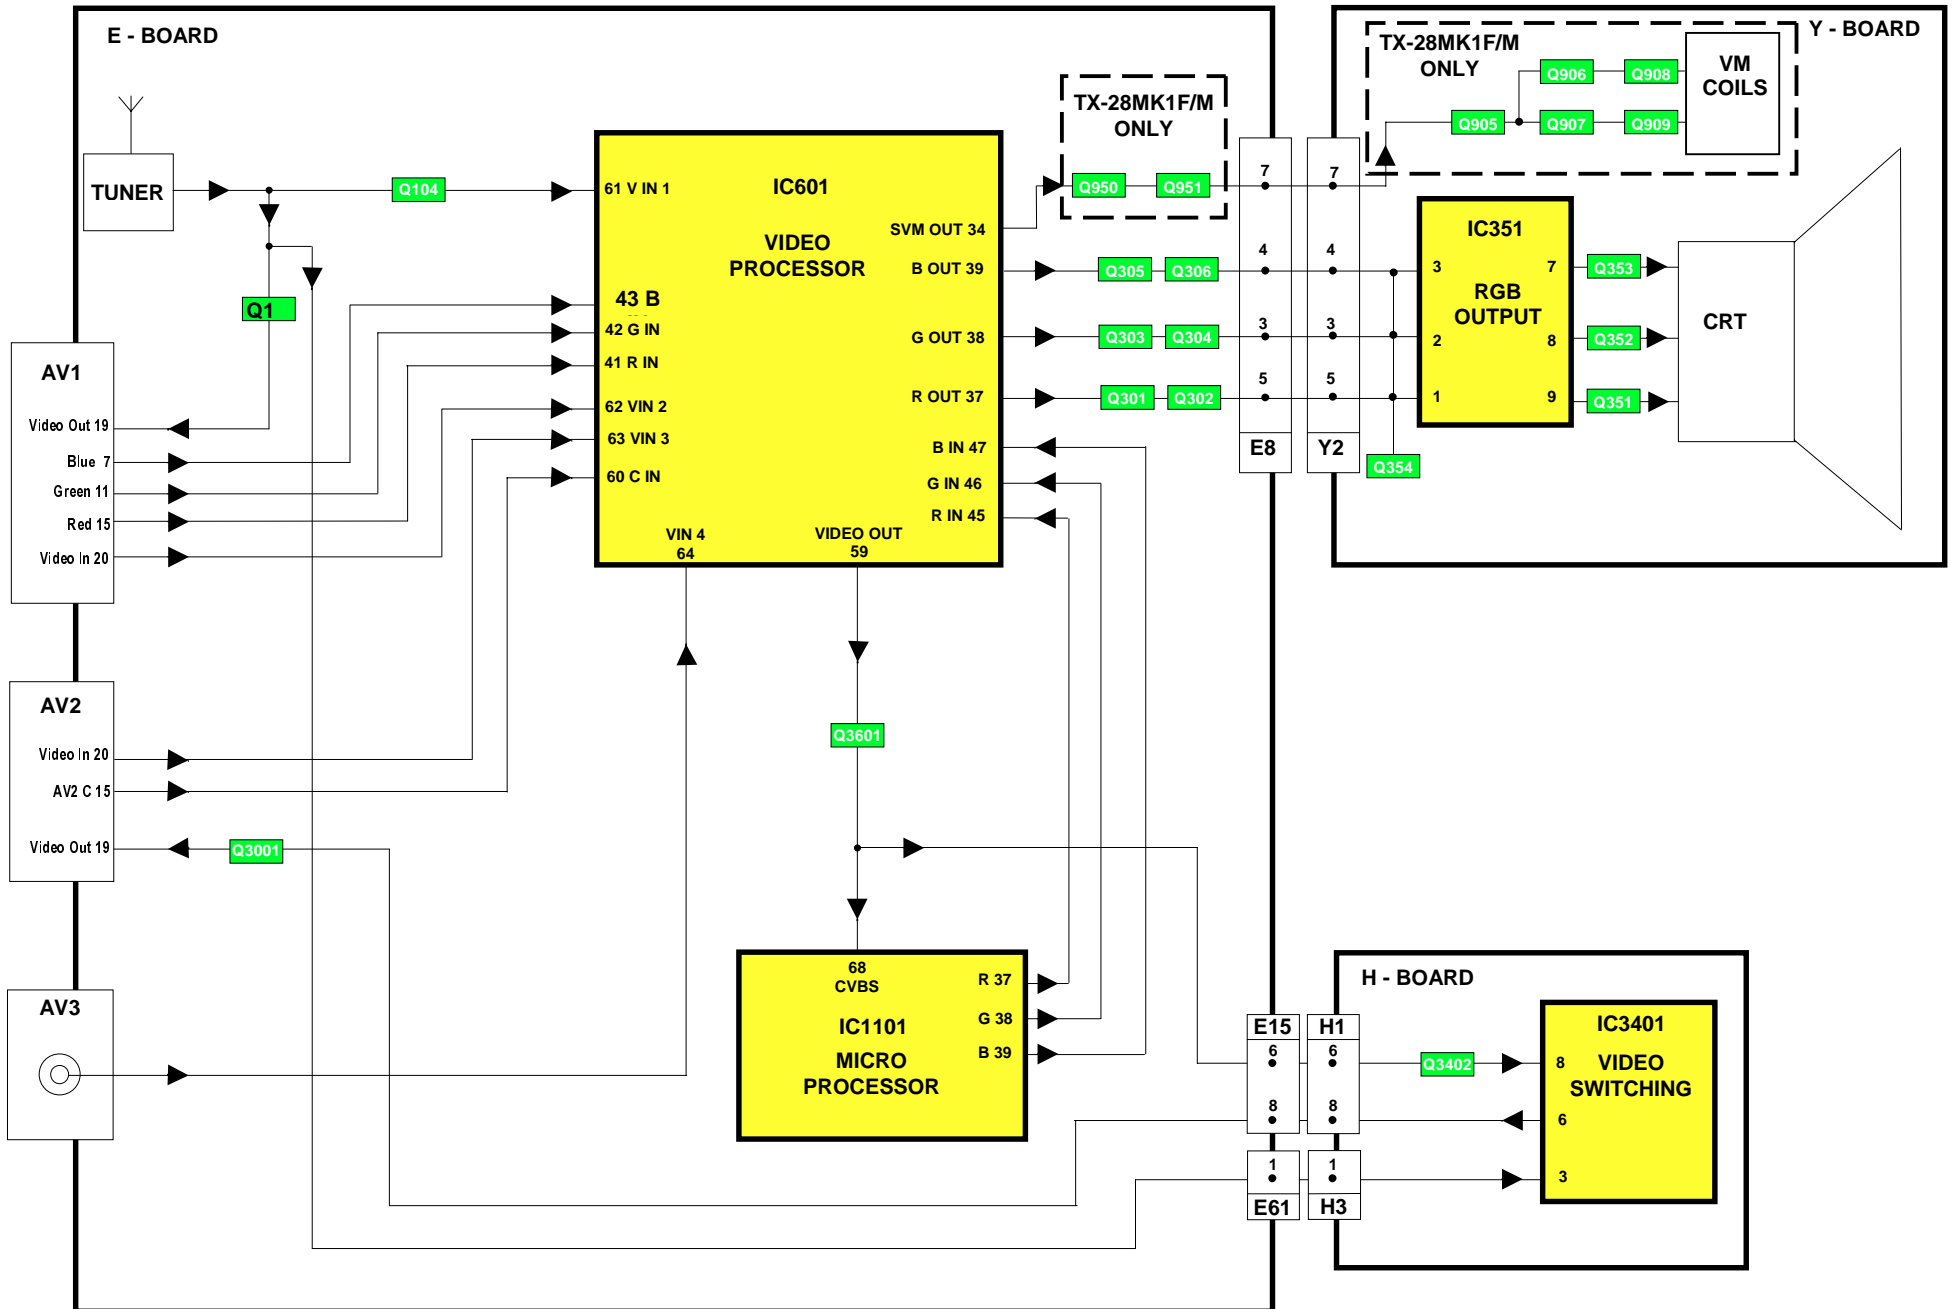 E - BOARD
TUNER
Q104
Q1
AV1
Video Out 19
Blue 7
Green 11
Red 15
Video In 20
AV2
Video In 20
AV2 C 15
Video Out 19
Q3001
AV3
61 V IN 1
IC601
VIDEO
PROCESSOR
43 B
42 G IN
41 R IN
62 VIN 2
63 VIN 3
60 C IN
VIN 4
64
VIDEO OUT
59
SVM OUT 34
B OUT 39
G OUT 38
R OUT 37
B IN 47
G IN 46
R IN 45
TX-28MK1F/M
ONLY
Q950
Q951
Q305
Q306
Q303
Q304
Q301
Q302
7
4
3
5
E8
7
4
3
5
Y2
Y - BOARD
TX-28MK1F/M
ONLY
Q905
Q906
Q908
Q907
Q909
VM
COILS
IC351
RGB
OUTPUT
3
2
1
7
8
9
Q353
Q352
Q351
Q354
CRT
Q3601
68
CVBS
IC1101
MICRO
PROCESSOR
R 37
G 38
B 39
E15
6
8
1
E61
H1
6
8
1
H3
H - BOARD
Q3402
IC3401
VIDEO
SWITCHING
8
6
3